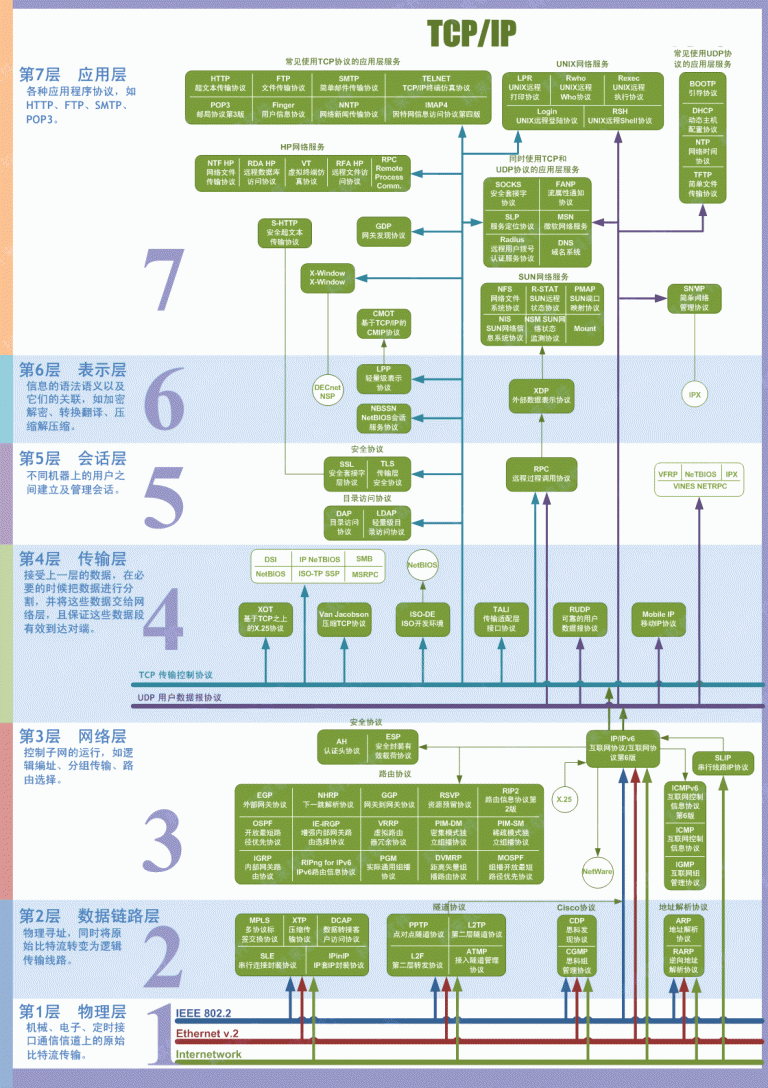 TCP/IP
第7层 应用层
各种应用程序协议，如
HTTP、FTP、SMTP、
POP3。
常见使用TCP协议的应用层服务
HTTP
超文本传输协议
FTP
文件传输协议
SMTP
简单邮件传输协议
TELNET
TCP/IP终端仿真协议
POP3
邮局协议第3版
Finger
用户信息协议
NNTP
网络新闻传输协议
IMAP4
因特网信息访问协议第四版
UNIX网络服务
LPR
UNIX远程
打印协议
Rwho
UNIX远程
Who协议
Rexec
UNIX远程
执行协议
Login
UNIX远程登陆协议
RSH
UNIX远程Shell协议
常见使用UDP协
议的应用层服务
BOOTP
引导协议
DHCP
动态主机
配置协议
NTP
网络时间
协议
TFTP
简单文件
传输协议
HP网络服务
NTF HP
网络文件
传输协议
RDA HP
远程数据库
访问协议
VT
虚拟终端仿
真协议
RFA HP
远程文件访
问协议
RPC
Remote
Process
Comm.
同时使用TCP和
UDP协议的应用层服务
SOCKS
安全套接字
协议
FANP
流属性通知
协议
SLP
服务定位协议
MSN
微软网络服务
Radius
远程用户拨号
认证服务协议
DNS
域名系统
S-HTTP
安全超文本
传输协议
GDP
网关发现协议
X-Window
X-Window
CMOT
基于TCP/IP的
CMIP协议
SUN网络服务
NFS
网络文件
系统协议
R-STAT
SUN远程
状态协议
PMAP
SUN端口
映射协议
NIS
SUN网络信
息系统协议
NSM SUN网
络状态
监测协议
Mount
SNMP
简单网络
管理协议
7
第6层 表示层
信息的语法语义以及
它们的关联，如加密
解密、转换翻译、压
缩解压缩。
6
DECnet
NSP
LPP
轻量级表示
协议
NBSSN
NetBIOS会话
服务协议
XDP
外部数据表示协议
IPX
第5层 会话层
不同机器上的用户之
间建立及管理会话。
5
安全协议
SSL
安全套接字
层协议
TLS
传输层
安全协议
目录访问协议
DAP
目录访问
协议
LDAP
轻量级目
录访问协议
RPC
远程过程调用协议
VFRP
NeTBIOS
IPX
VINES NETRPC
第4层 传输层
接受上一层的数据，在必
要的时候把数据进行分
割，并将这些数据交给网
络层，且保证这些数据段
有效到达对端。
4
DSI
IP NeTBIOS
SMB
NetBIOS
ISO-TP SSP
MSRPC
NetBIOS
XOT
基于TCP之上
的X.25协议
Van Jacobson
压缩TCP协议
ISO-DE
ISO开发环境
TALI
传输适配层
接口协议
RUDP
可靠的用户
数据报协议
Mobile IP
移动IP协议
TCP 传输控制协议
UDP 用户数据报协议
第3层 网络层
控制子网的运行，如逻
辑编址、分组传输、路
由选择。
3
安全协议
AH
认证头协议
ESP
安全封装有
效载荷协议
路由协议
EGP
外部网关协议
NHRP
下一跳解析协议
GGP
网关到网关协议
RSVP
资源预留协议
RIP2
路由信息协议第
2版
OSPF
开放最短路
径优先协议
IE-IRGP
增强内部网关路
由选择协议
VRRP
虚拟路由
器冗余协议
PIM-DM
密集模式独
立组播协议
PIM-SM
稀疏模式独
立组播协议
IGRP
内部网关路
由协议
RIPng for IPv6
IPv6路由信息协议
PGM
实际通用组播
协议
DVMRP
距离矢量组
播路由协议
MOSPF
组播开放最短
路径优先协议
IP/IPv6
互联网协议/互联网协
议第6版
SLIP
串行线路IP协议
X.25
NetWare
ICMPv6
互联网控制
信息协议
第6版
ICMP
互联网控制
信息协议
IGMP
互联网组
管理协议
第2层 数据链路层
物理寻址，同时将原
始比特流转变为逻辑
传输线路。
2
MPLS
多协议标
签交换协议
XTP
压缩传
输协议
DCAP
数据转接客
户访问协议
SLE
串行连接封装协议
IPinIP
IP套IP封装协议
隧道协议
PPTP
点对点隧道协议
L2TP
第二层隧道协议
L2F
第二层转发协议
ATMP
接入隧道管理
协议
Cisco协议
CDP
思科发
现协议
CGMP
思科组
管理协议
地址解析协议
ARP
地址解析
协议
RARP
逆向地址
解析协议
第1层 物理层
机械、电子、定时接
口通信信道上的原始
比特流传输。
1
IEEE 802.2
Ethernet v.2
Internetwork